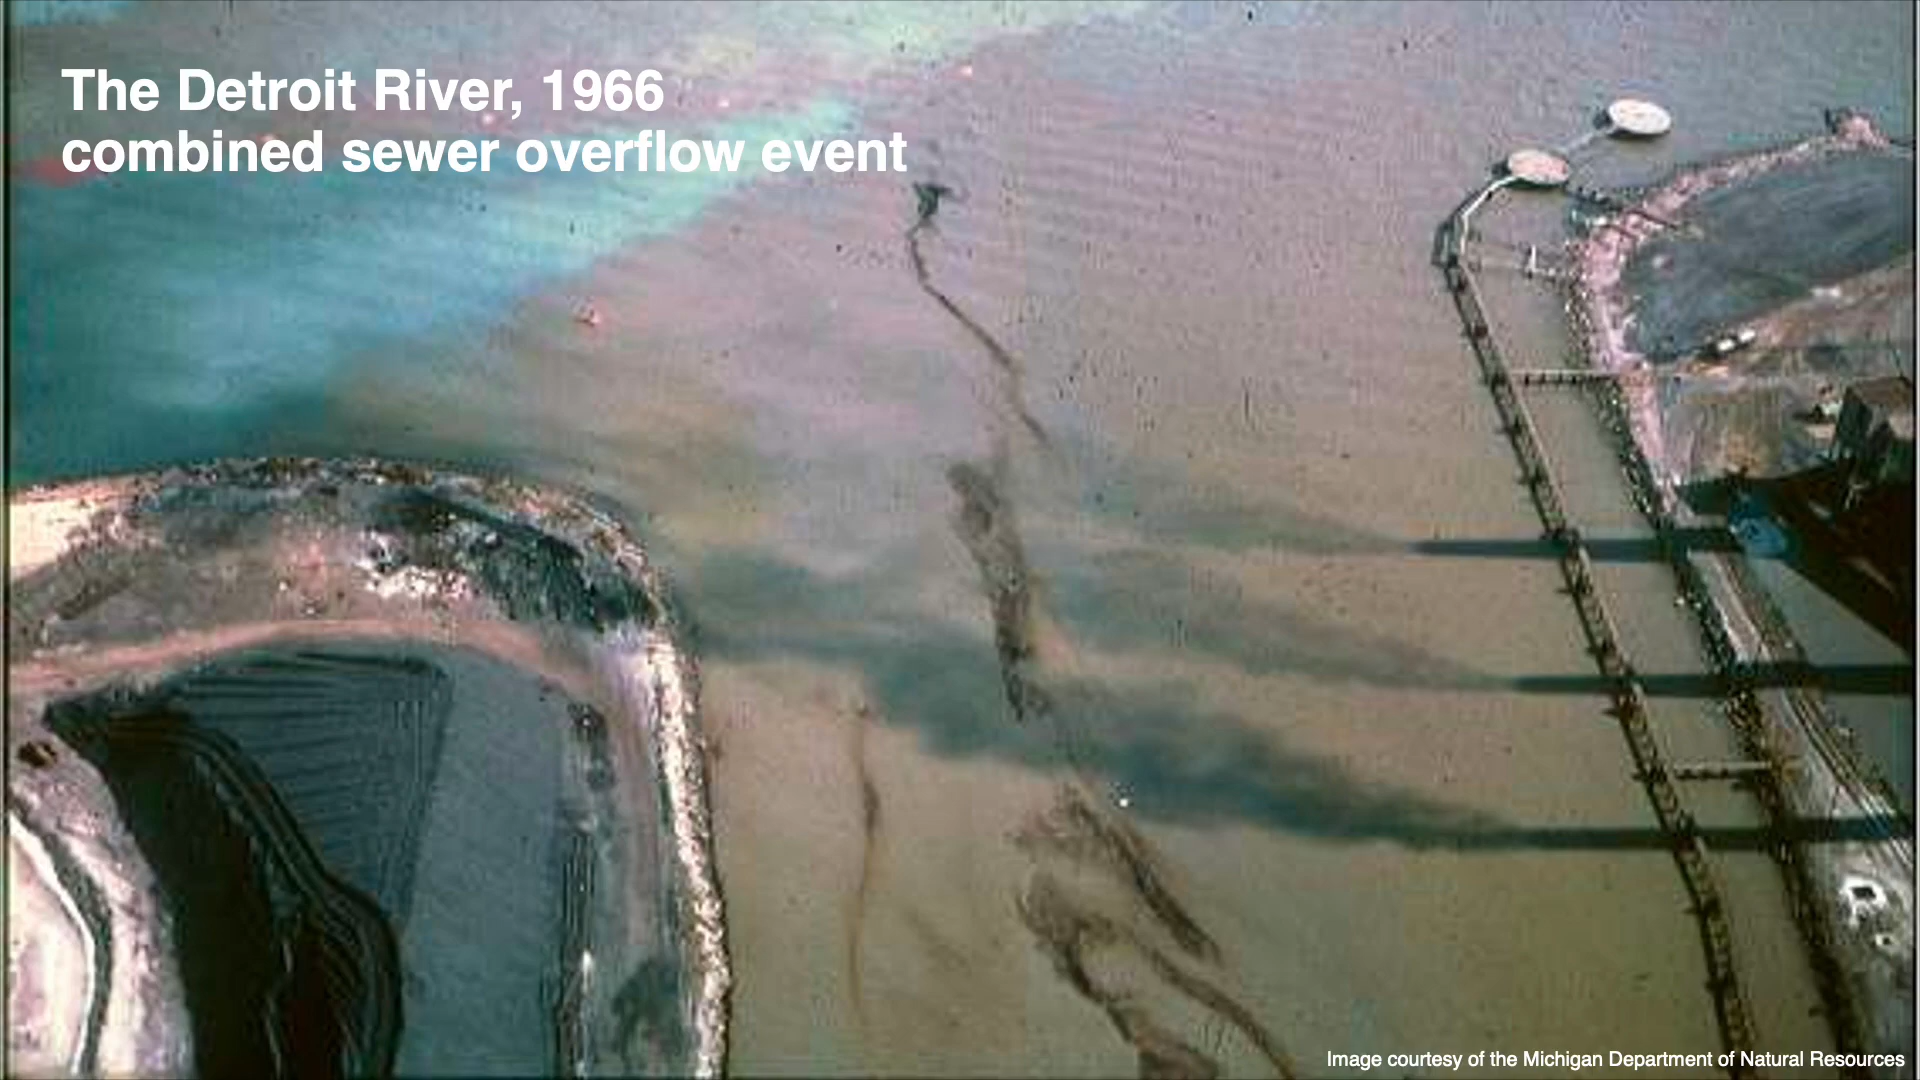 The Detroit River, 1966
combined sewer overflow event
Image courtesy of the Michigan Department of Natural Resources